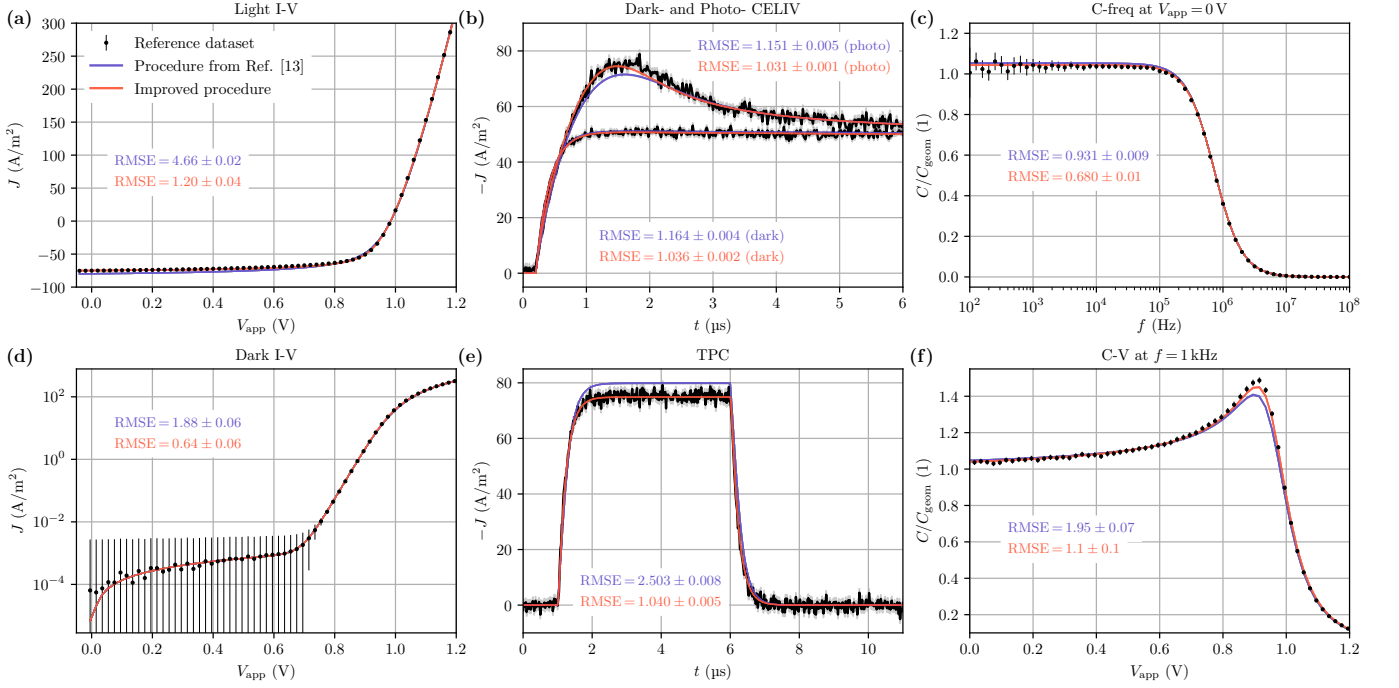 (a)
Light I-V
300
250
200
150
100
50
0
−50
−100
J (A/m²)
Reference dataset
Procedure from Ref. [13]
Improved procedure
RMSE = 4.66 ± 0.02
RMSE = 1.20 ± 0.04
0.0 0.2 0.4 0.6 0.8 1.0 1.2
V_app (V)
(b)
Dark- and Photo- CELIV
80
60
40
20
0
−J (A/m²)
RMSE = 1.151 ± 0.005 (photo)
RMSE = 1.031 ± 0.001 (photo)
RMSE = 1.164 ± 0.004 (dark)
RMSE = 1.036 ± 0.002 (dark)
0 1 2 3 4 5 6
t (µs)
(c)
C-freq at V_app = 0 V
1.2
1.0
0.8
0.6
0.4
0.2
0.0
C/C_geom (1)
RMSE = 0.931 ± 0.009
RMSE = 0.680 ± 0.01
10² 10³ 10⁴ 10⁵ 10⁶ 10⁷ 10⁸
f (Hz)
(d)
Dark I-V
10²
10⁰
10⁻²
10⁻⁴
J (A/m²)
RMSE = 1.88 ± 0.06
RMSE = 0.64 ± 0.06
0.0 0.2 0.4 0.6 0.8 1.0 1.2
V_app (V)
(e)
TPC
80
60
40
20
0
−J (A/m²)
RMSE = 2.503 ± 0.008
RMSE = 1.040 ± 0.005
0 2 4 6 8 10
t (µs)
(f)
C-V at f = 1 kHz
1.4
1.2
1.0
0.8
0.6
0.4
0.2
C/C_geom (1)
RMSE = 1.95 ± 0.07
RMSE = 1.1 ± 0.1
0.0 0.2 0.4 0.6 0.8 1.0 1.2
V_app (V)